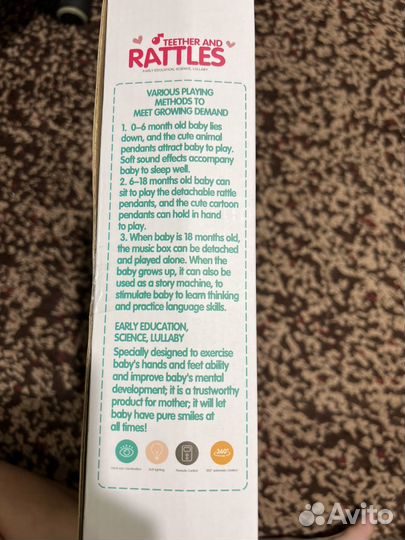 TEETHER AND
RATTLES
EARLY EDUCATION, SCIENCE, LULLABY
VARIOUS PLAYING
METHODS TO
MEET GROWING DEMAND
1. 0–6 month old baby lies
down, and the cute animal
pendants attract baby to play.
Soft sound effects accompany
baby to sleep well.
2. 6–18 months old baby can
sit to play the detachable rattle
pendants, and the cute cartoon
pendants can hold in hand
to play.
3. When baby is 18 months old,
the music box can be detached
and played alone. When the
baby grows up, it can also be
used as a story machine, to
stimulate baby to learn thinking
and practice language skills.
EARLY EDUCATION,
SCIENCE, LULLABY
Specially designed to exercise
baby's hands and feet ability
and improve baby's mental
development; it is a trustworthy
product for mother; it will let
baby have pure smiles at
all times!
360°
Soft lighting
Remote Control
Avito